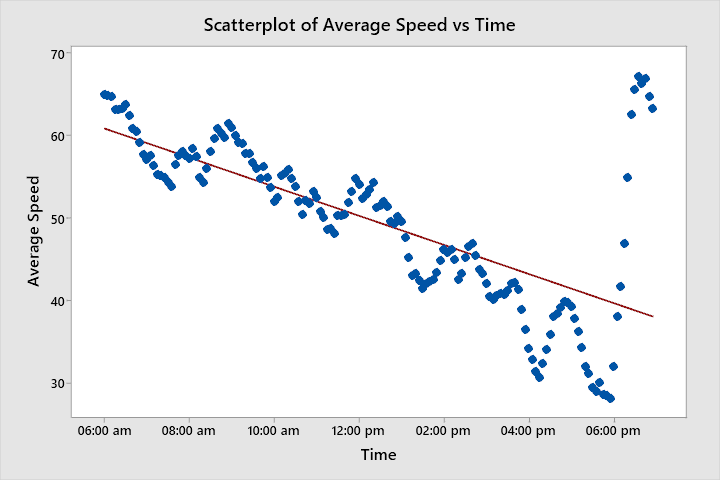 Scatterplot of Average Speed vs Time
70
60
50
40
30
Average Speed
06:00 am 08:00 am 10:00 am 12:00 pm 02:00 pm 04:00 pm 06:00 pm
Time